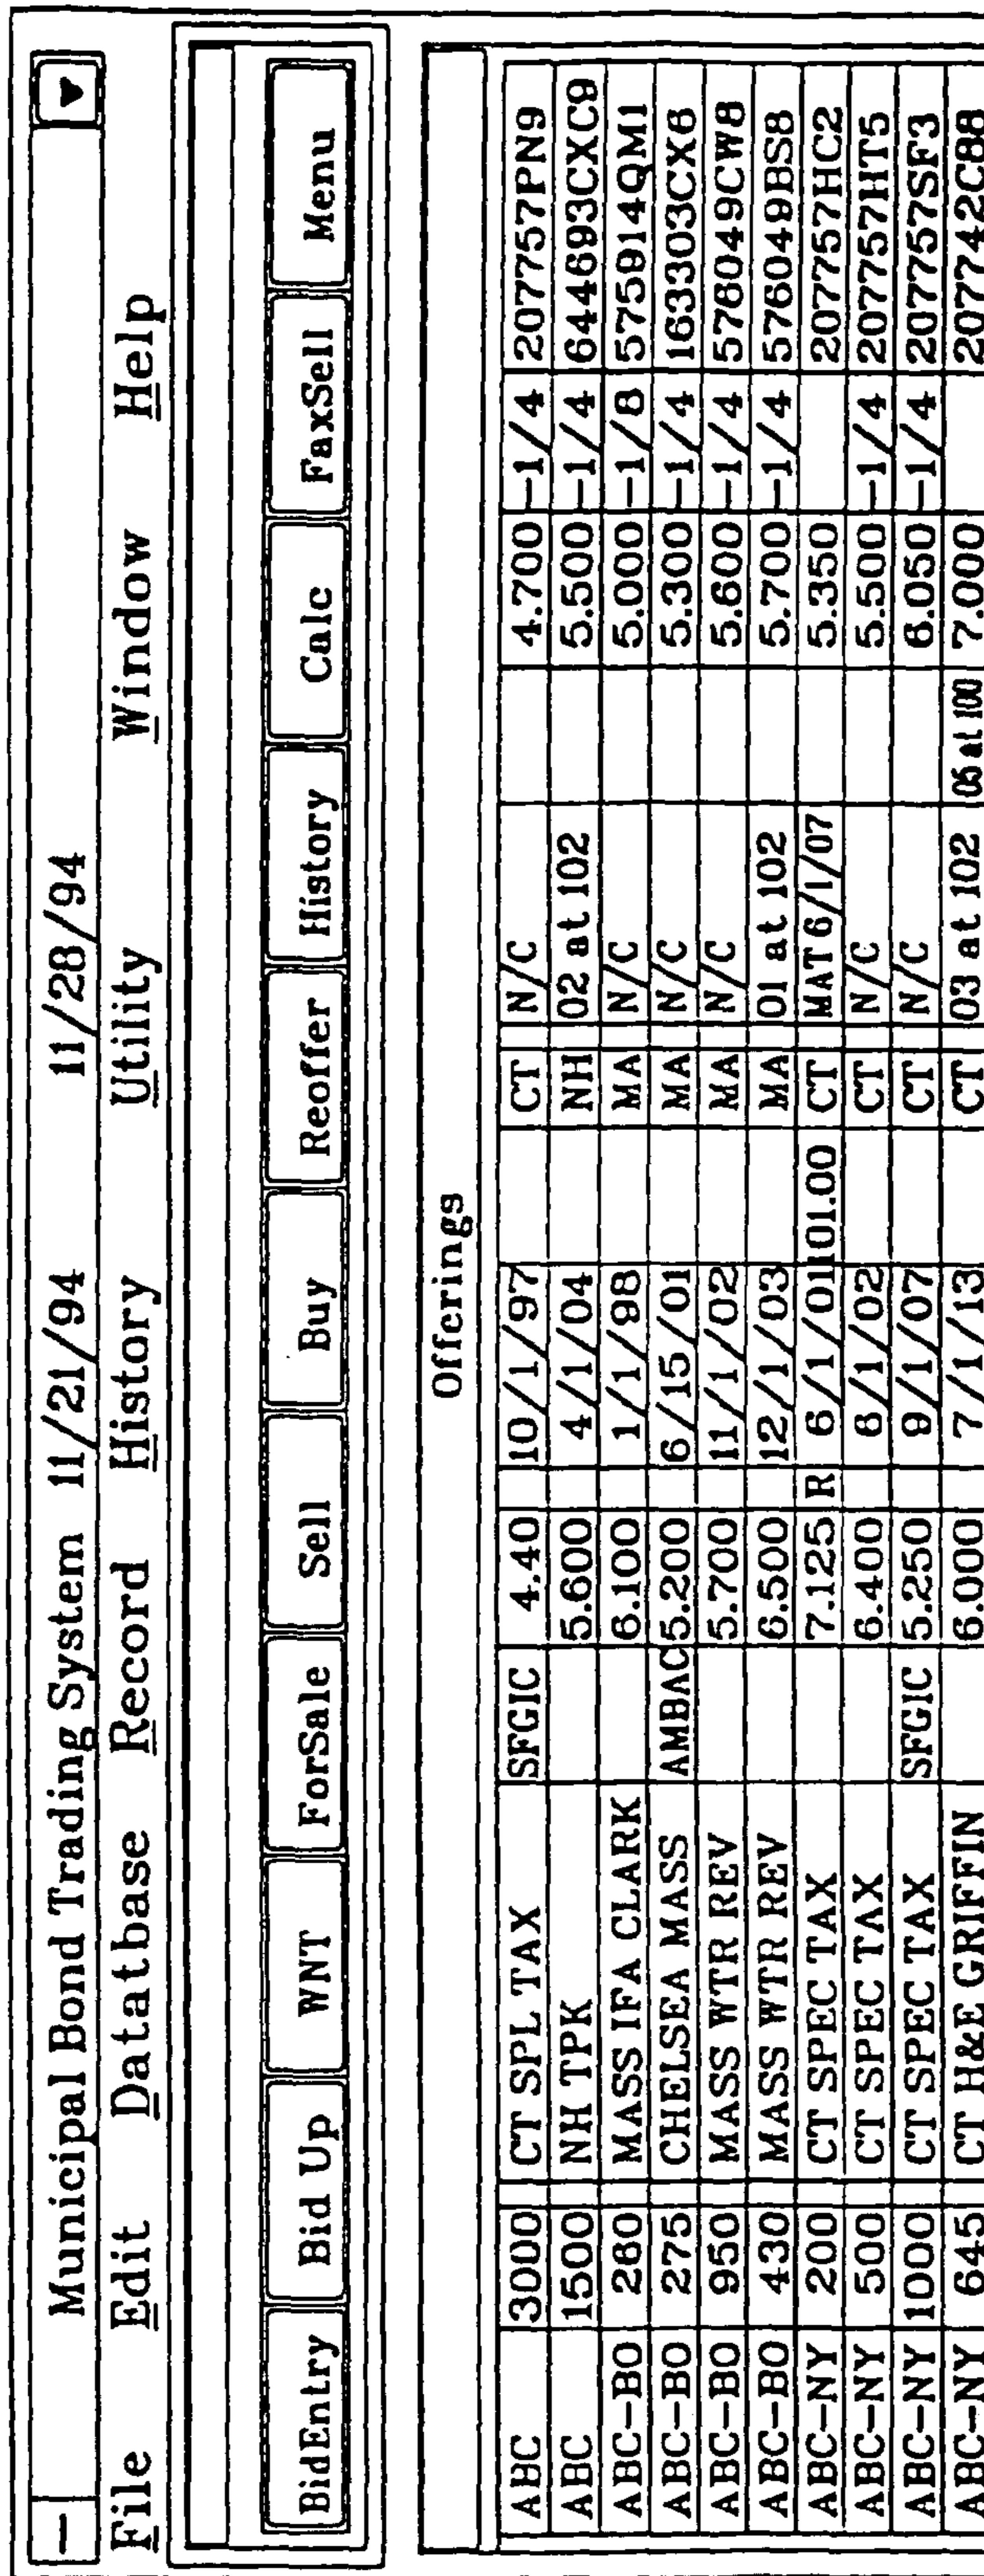 Municipal Bond Trading System 11/21/94 11/28/94
File Edit Datatbase Record History Utility Window Help
BidEntry Bid Up WNT ForSale Sell Buy Reoffer History Calc FaxSell Menu
Offerings
ABC 3000 CT SPL TAX SFGIC 4.40 10/1/97 CT N/C 4.700 -1/4 207757PN9
ABC 1500 NH TPK 5.600 4/1/04 NH 02 at 102 5.500 -1/4 644693CXC9
ABC-BO 280 MASS IFA CLARK 6.100 1/1/98 MA N/C 5.000 -1/8 575914QM1
ABC-BO 275 CHELSEA MASS AMBAC 5.200 6/15/01 MA N/C 5.300 -1/4 163303CX6
ABC-BO 950 MASS WTR REV 5.700 11/1/02 MA N/C 5.600 -1/4 578049CW8
ABC-BO 430 MASS WTR REV 6.500 12/1/03 MA 01 at 102 5.700 -1/4 576049BS8
ABC-NY 200 CT SPEC TAX 7.125 R 6/1/01 101.00 CT MAT 6/1/07 5.350 207757HC2
ABC-NY 500 CT SPEC TAX 6.400 8/1/02 CT N/C 5.500 -1/4 207757HT5
ABC-NY 1000 CT SPEC TAX SFGIC 5.250 9/1/07 CT N/C 6.050 -1/4 207757SF3
ABC-NY 645 CT H&E GRIFFIN 6.000 7/1/13 CT 03 at 102 05 at 100 7.000 207742C88